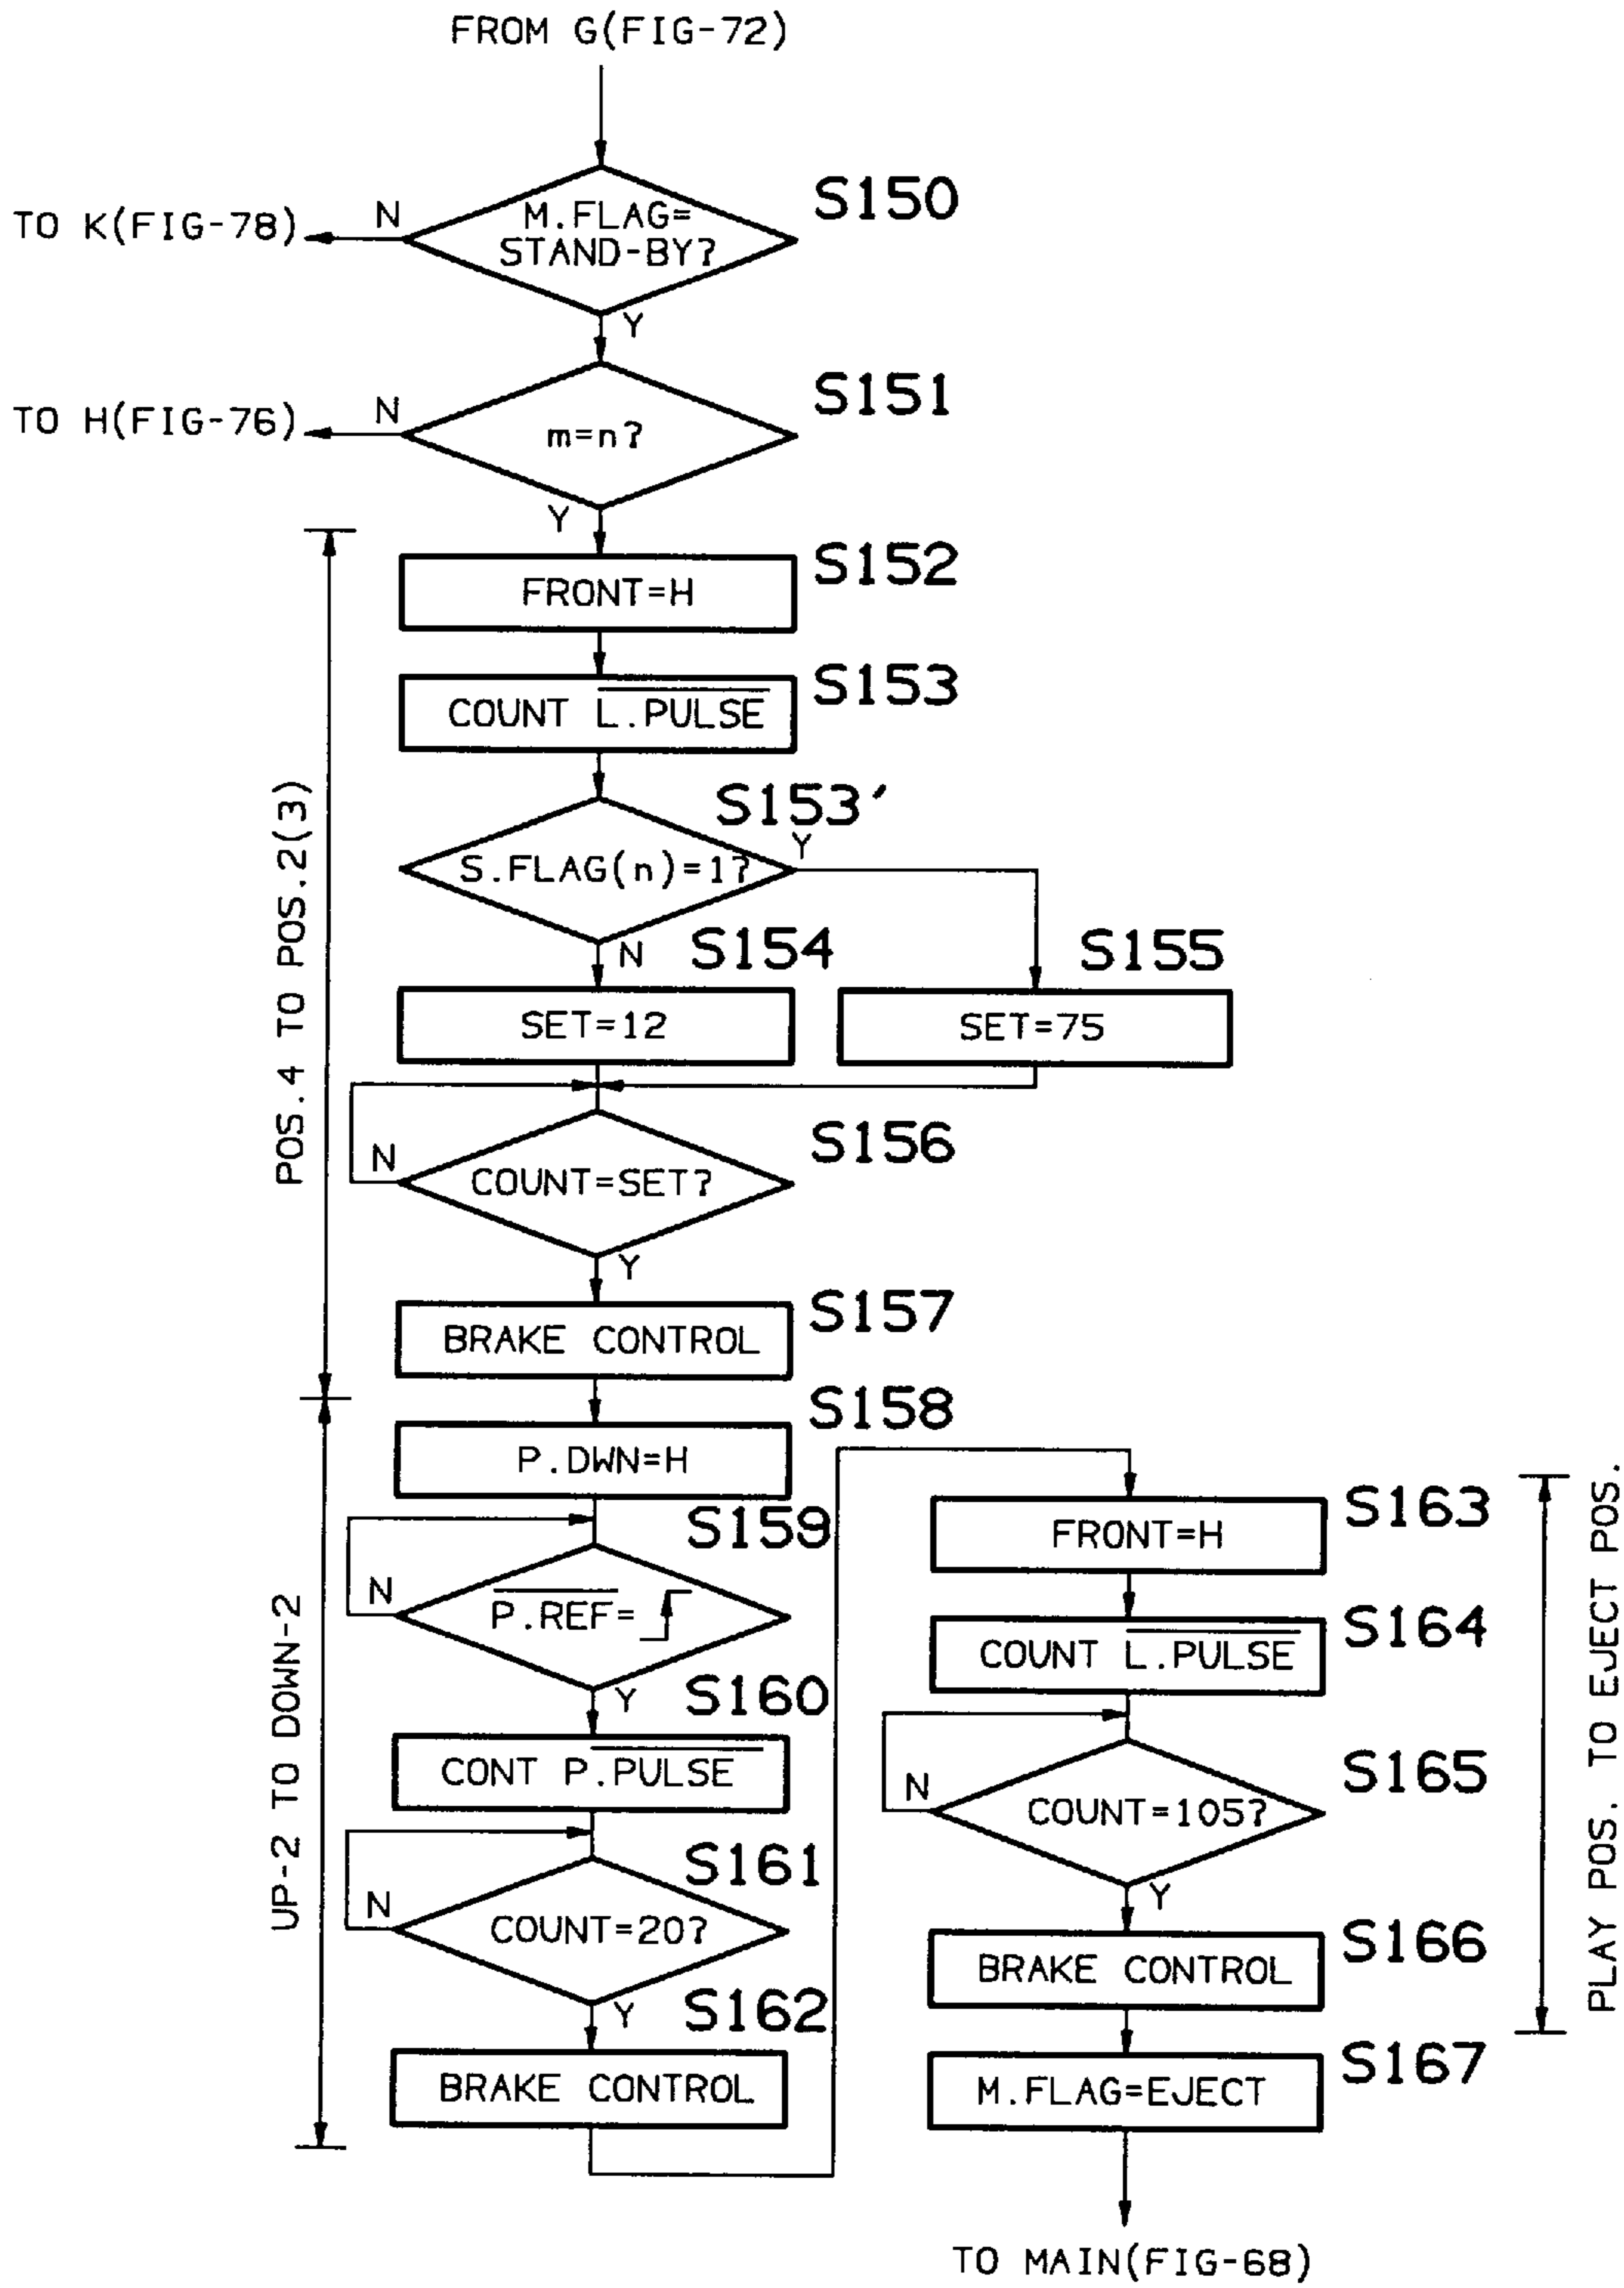 FROM G(FIG-72)
S150
M.FLAG=
STAND-BY?
N
TO K(FIG-78)
Y
S151
m=n?
N
TO H(FIG-76)
Y
S152
FRONT=H
S153
COUNT L.PULSE
S153'
S.FLAG(n)=1?
Y
N
S154
SET=12
S155
SET=75
S156
COUNT=SET?
N
Y
S157
BRAKE CONTROL
POS.4 TO POS.2(3)
S158
P.DWN=H
S159
P.REF=
N
Y
S160
CONT P.PULSE
S161
COUNT=20?
N
Y
S162
BRAKE CONTROL
UP-2 TO DOWN-2
S163
FRONT=H
S164
COUNT L.PULSE
S165
COUNT=105?
N
Y
S166
BRAKE CONTROL
PLAY POS. TO EJECT POS.
S167
M.FLAG=EJECT
TO MAIN(FIG-68)